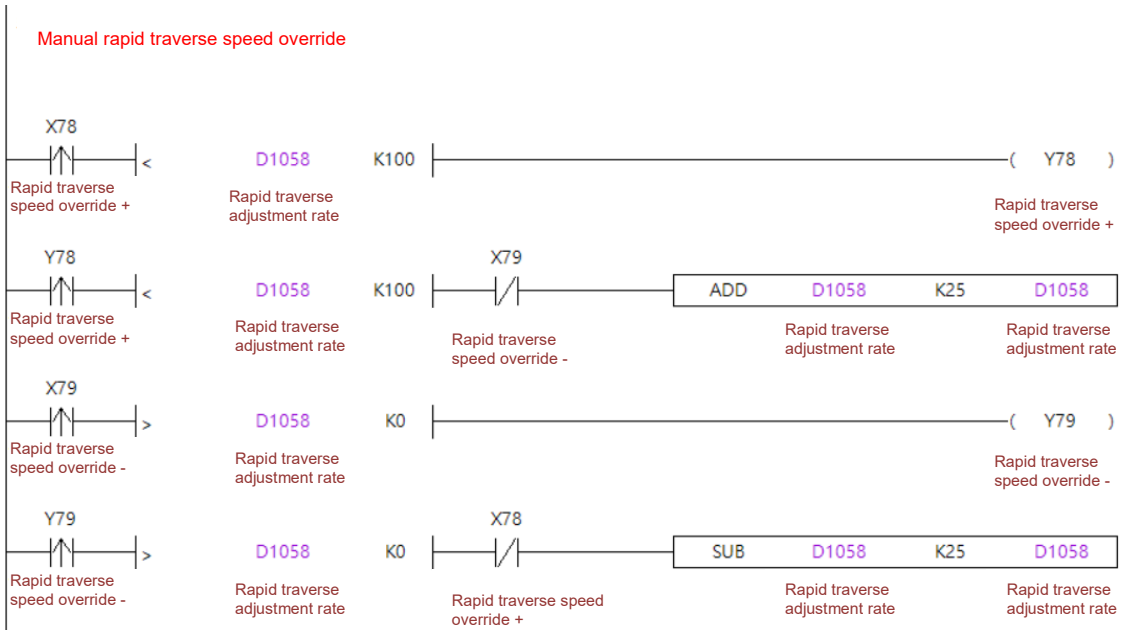 Manual rapid traverse speed override
X78
< D1058 K100 ( Y78 )
Rapid traverse
speed override +
Rapid traverse
adjustment rate
Rapid traverse
speed override +
Y78 X79
< D1058 K100 ADD D1058 K25 D1058
Rapid traverse
speed override +
Rapid traverse
adjustment rate
Rapid traverse
speed override -
Rapid traverse
adjustment rate
Rapid traverse
adjustment rate
X79
> D1058 K0 ( Y79 )
Rapid traverse
speed override -
Rapid traverse
adjustment rate
Rapid traverse
speed override -
Y79 X78
> D1058 K0 SUB D1058 K25 D1058
Rapid traverse
speed override -
Rapid traverse
adjustment rate
Rapid traverse speed
override +
Rapid traverse
adjustment rate
Rapid traverse
adjustment rate